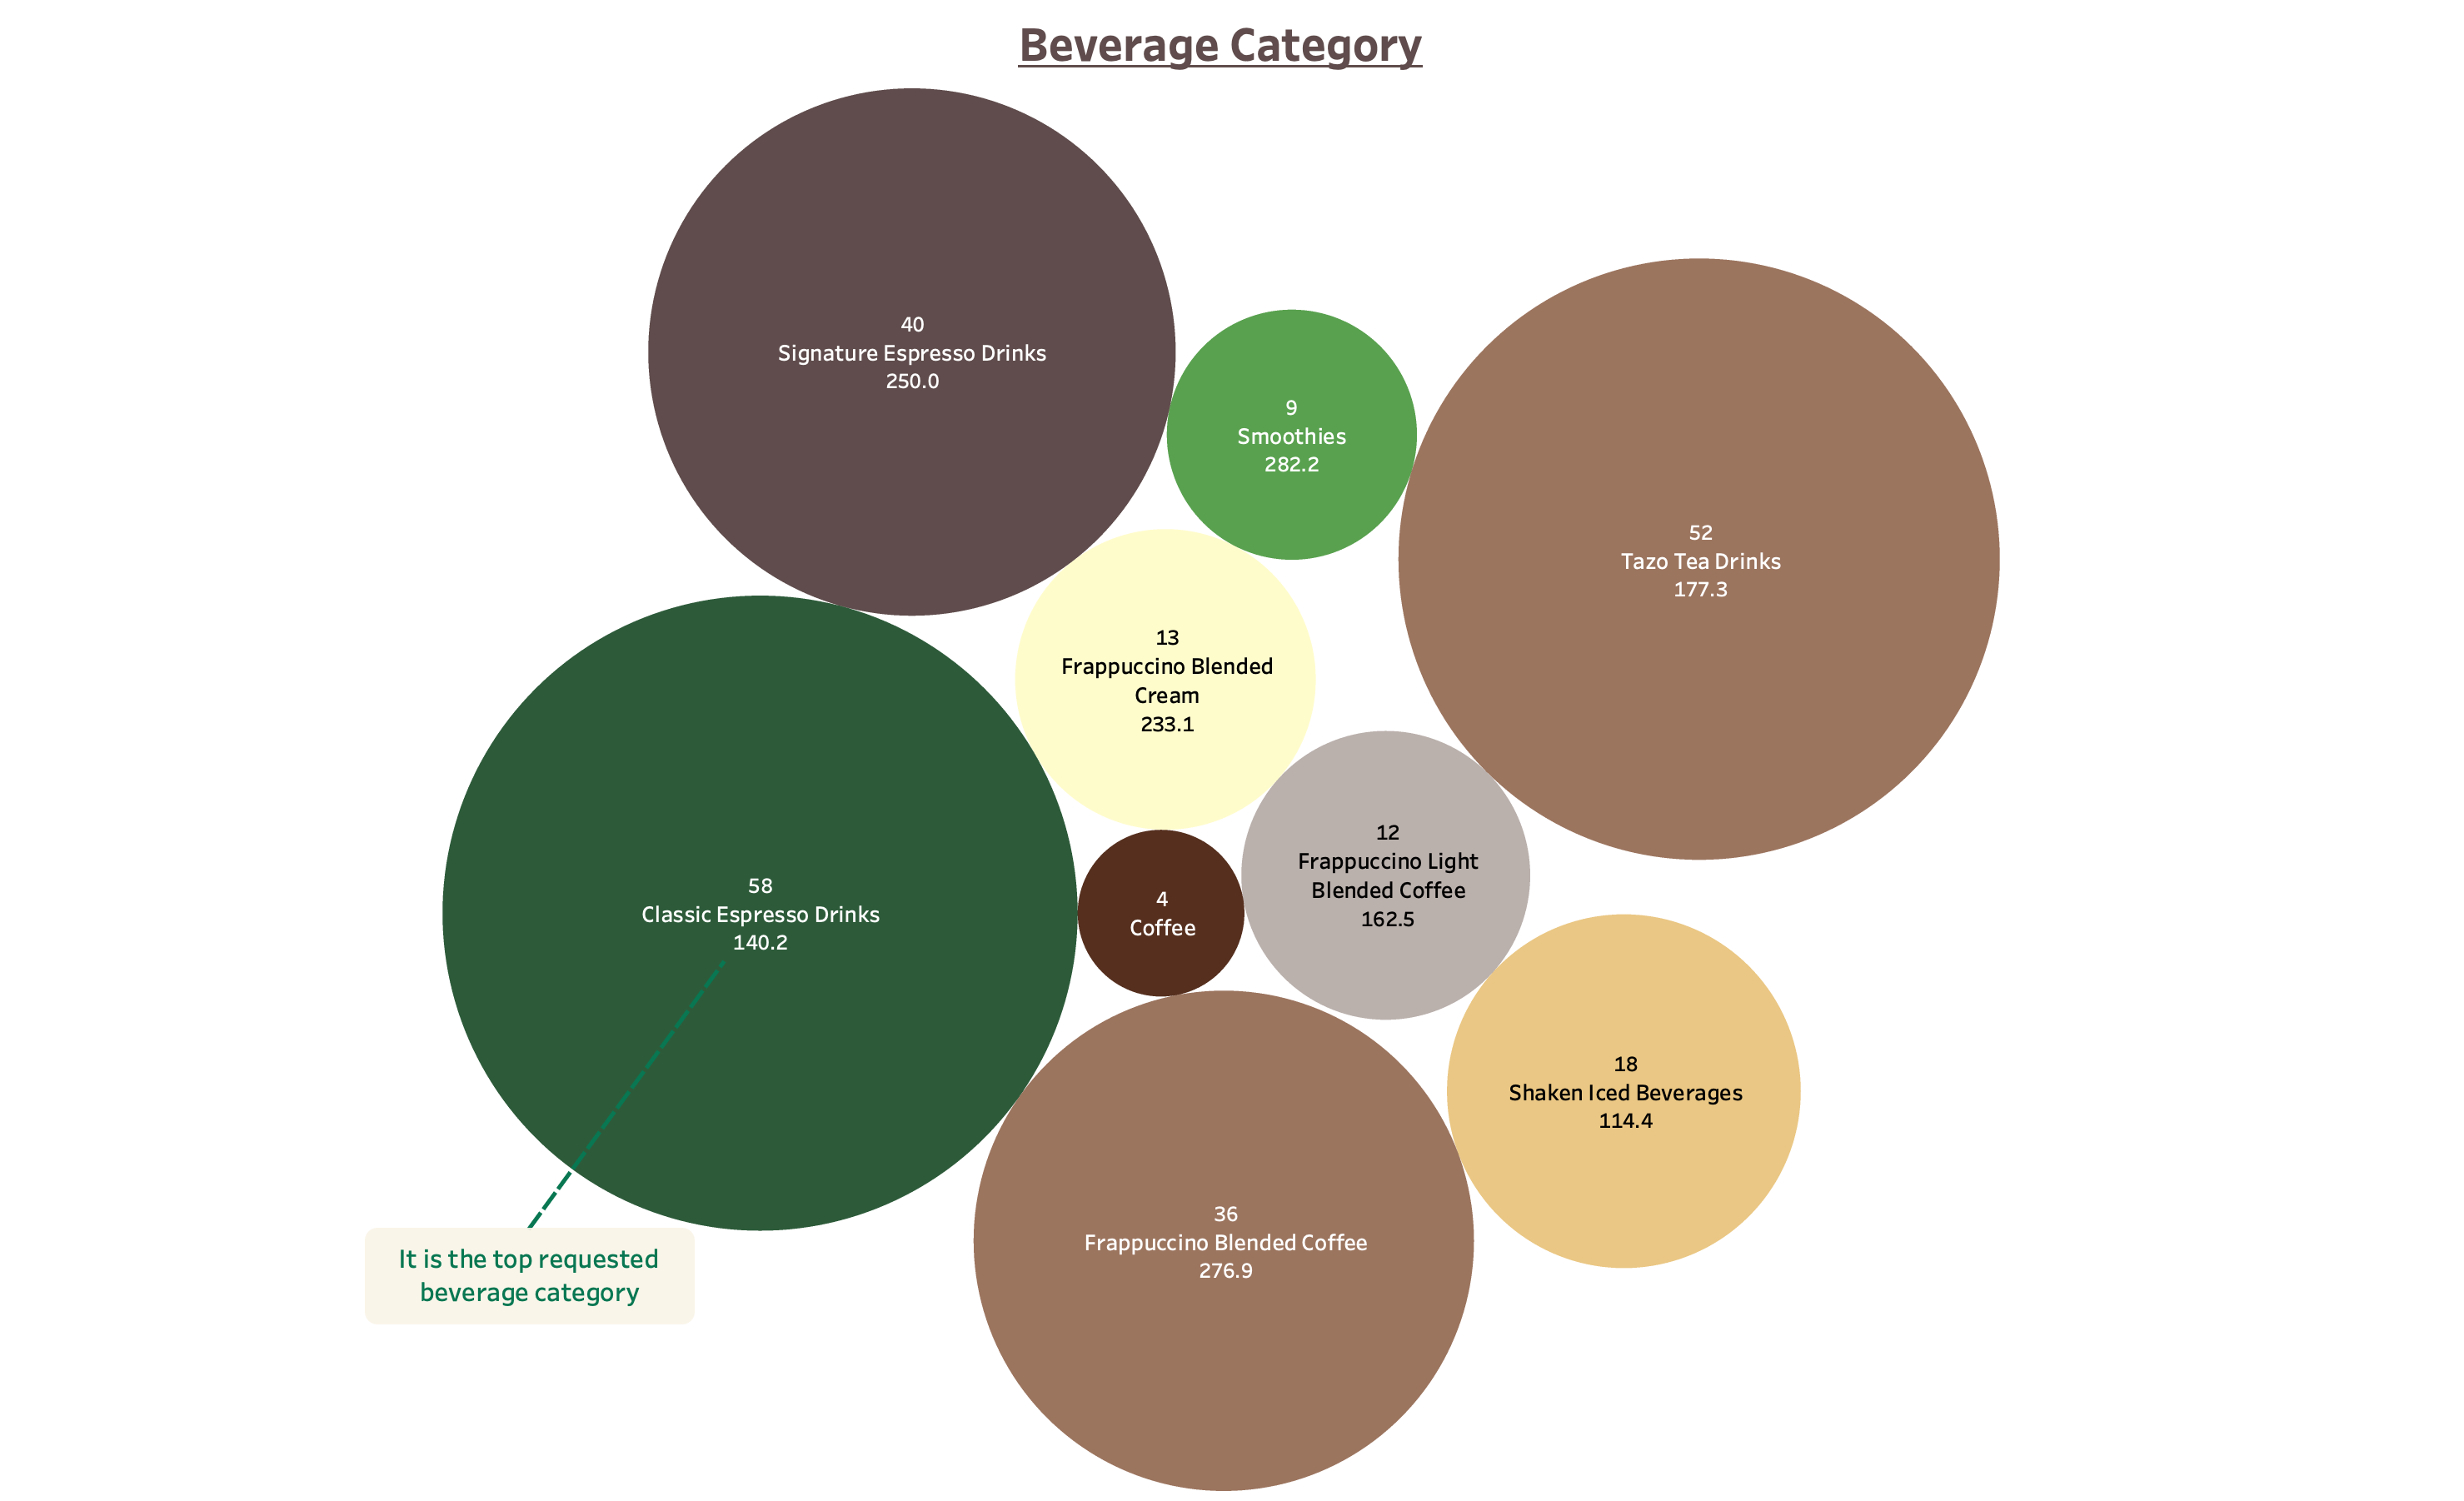 Beverage Category
40
Signature Espresso Drinks
250.0
9
Smoothies
282.2
52
Tazo Tea Drinks
177.3
13
Frappuccino Blended
Cream
233.1
12
Frappuccino Light
Blended Coffee
162.5
58
Classic Espresso Drinks
140.2
4
Coffee
18
Shaken Iced Beverages
114.4
36
Frappuccino Blended Coffee
276.9
It is the top requested
beverage category